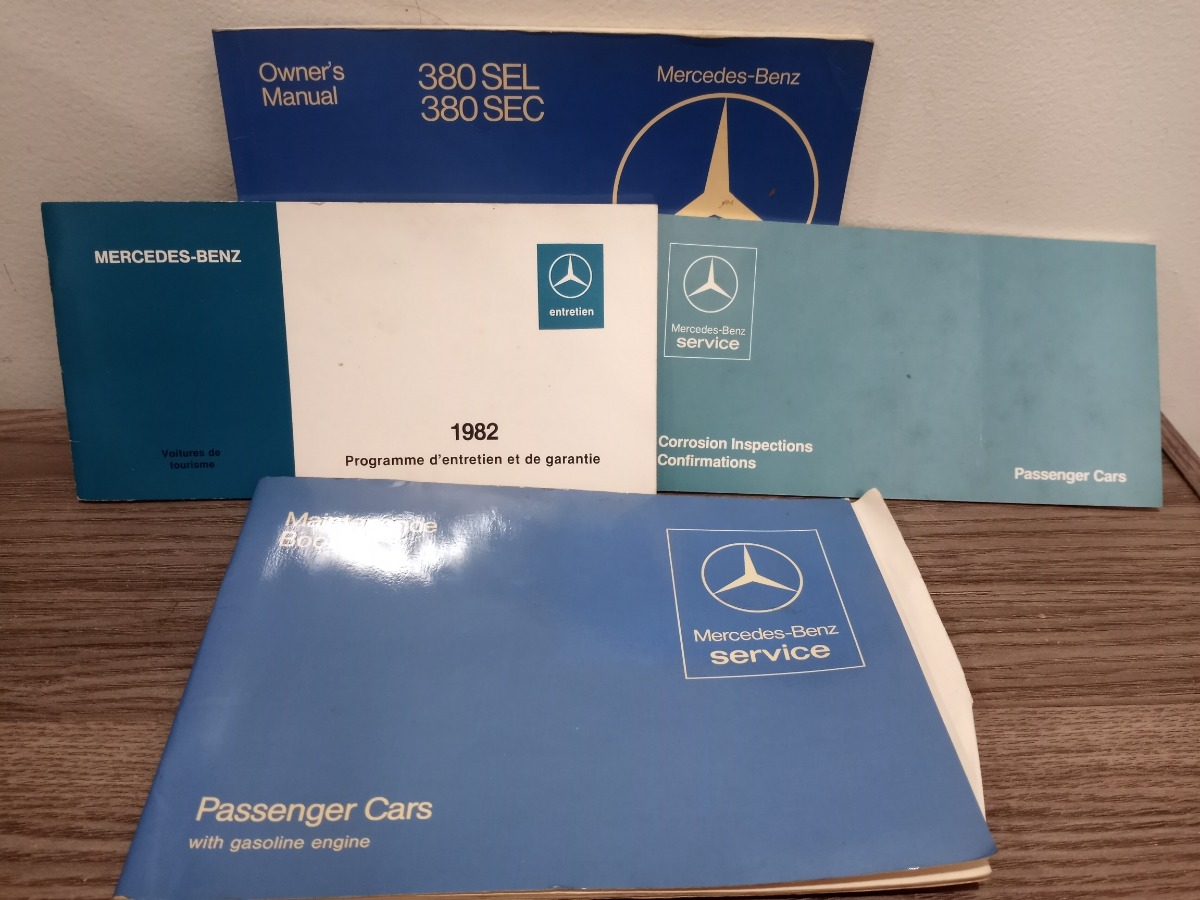 Owner's
Manual
380 SEL
380 SEC
Mercedes-Benz
MERCEDES-BENZ
Voitures de
tourisme
entretien
1982
Programme d'entretien et de garantie
Mercedes-Benz
service
Corrosion Inspections
Confirmations
Passenger Cars
Maintenance
Mercedes-Benz
service
Passenger Cars
with gasoline engine